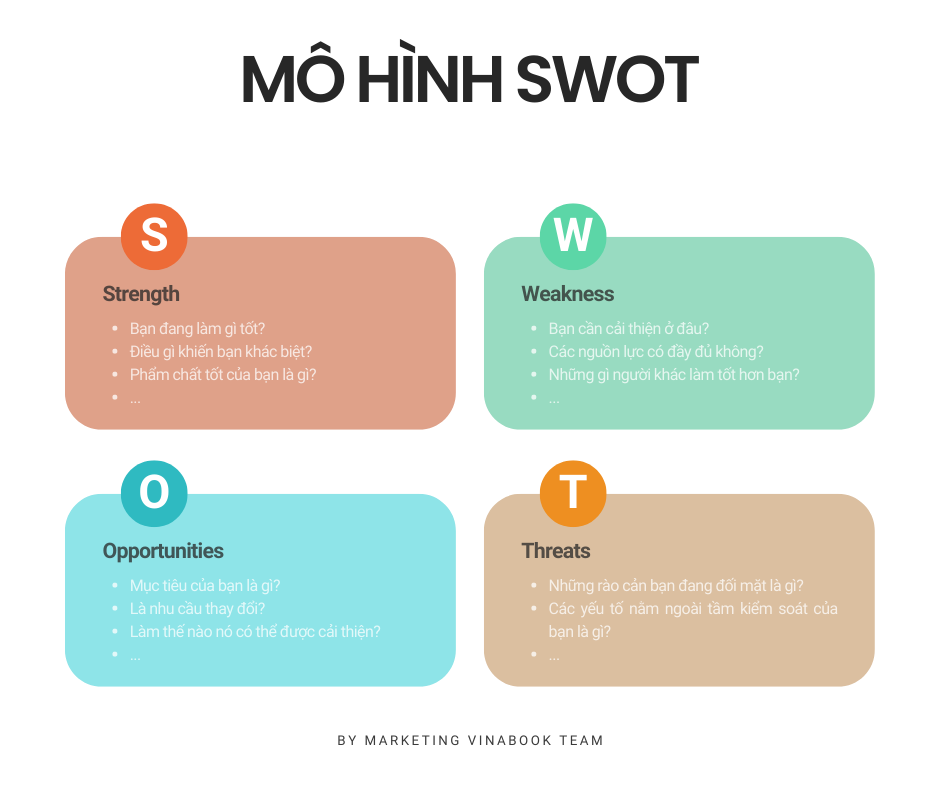 MÔ HÌNH SWOT
S
Strength
• Bạn đang làm gì tốt?
• Điều gì khiến bạn khác biệt?
• Phẩm chất tốt của bạn là gì?
• ...
W
Weakness
• Bạn cần cải thiện ở đâu?
• Các nguồn lực có đầy đủ không?
• Những gì người khác làm tốt hơn bạn?
• ...
O
Opportunities
• Mục tiêu của bạn là gì?
• Là nhu cầu thay đổi?
• Làm thế nào nó có thể được cải thiện?
• ...
T
Threats
• Những rào cản bạn đang đối mặt là gì?
• Các yếu tố nằm ngoài tầm kiểm soát của
bạn là gì?
• ...
BY MARKETING VINABOOK TEAM